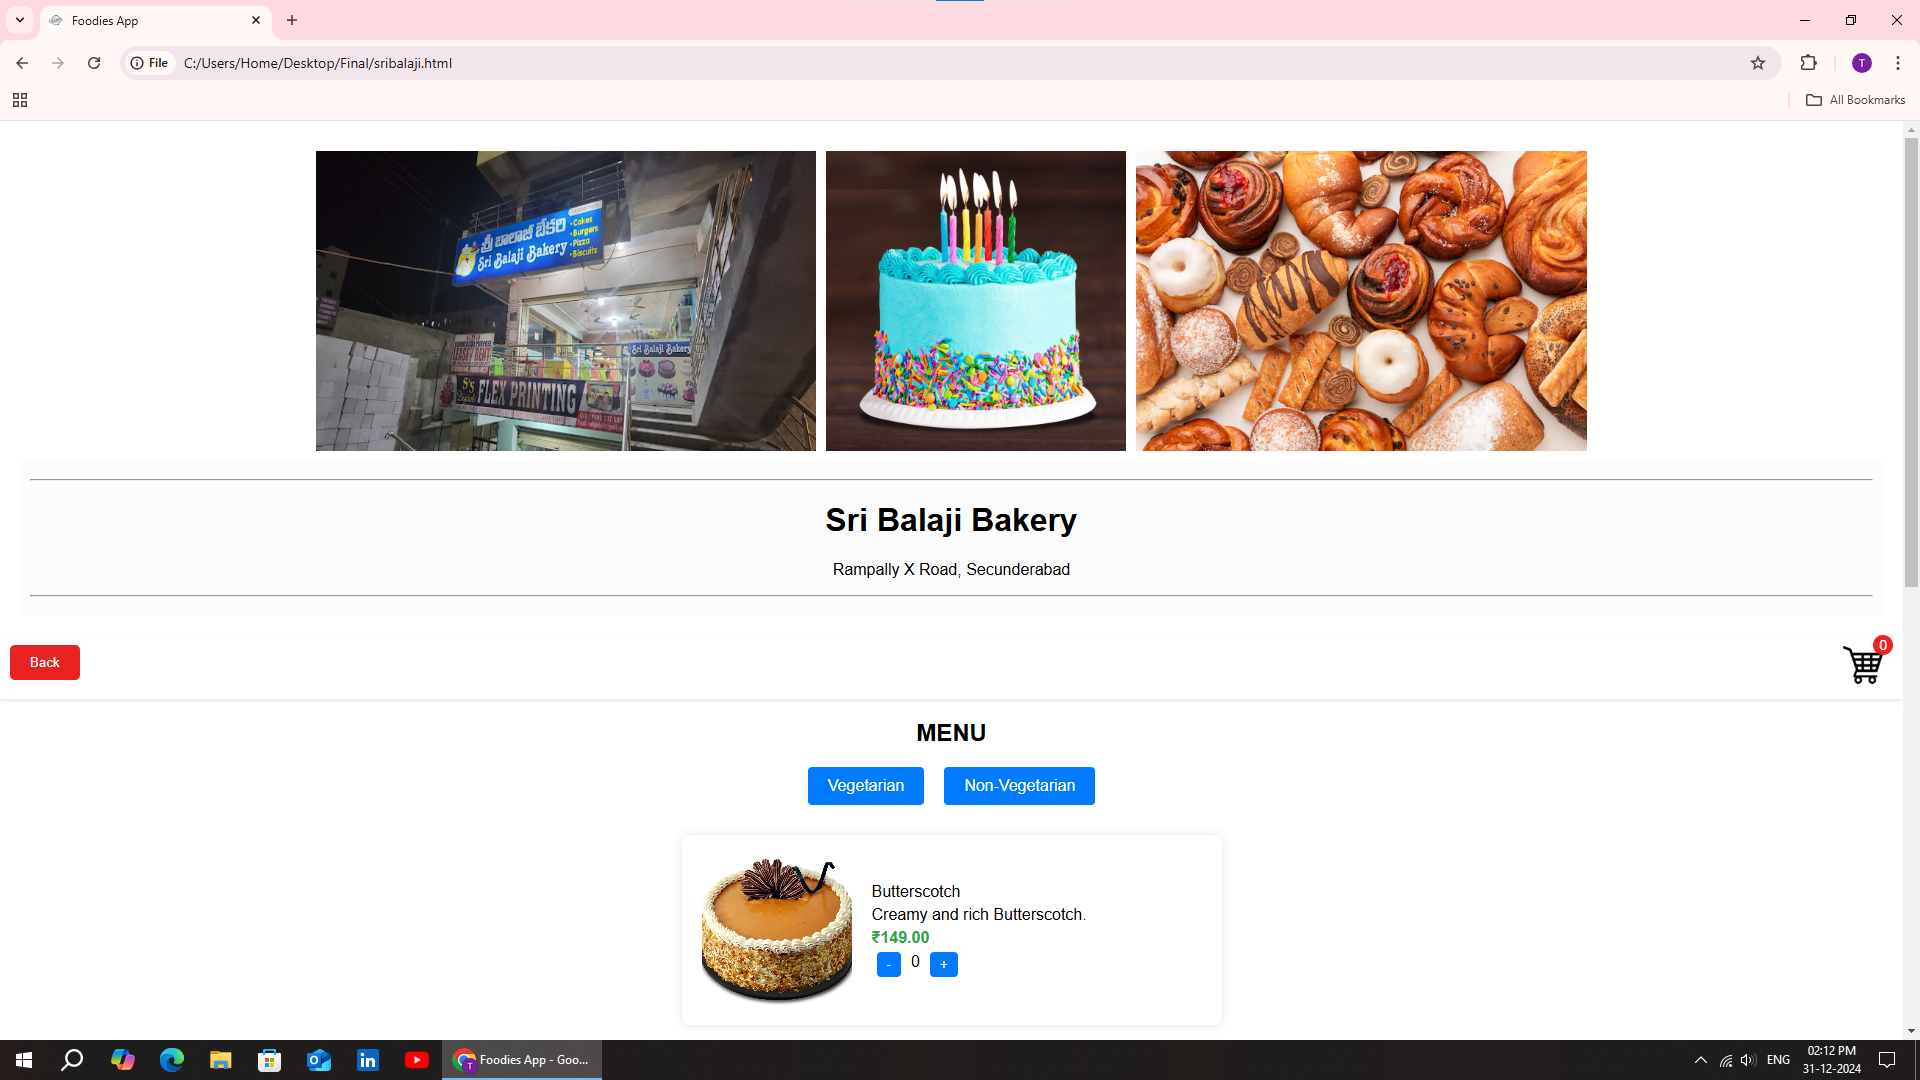 Foodies App
File
C:/Users/Home/Desktop/Final/sribalaji.html
All Bookmarks
శ్రీ బాలాజీ బేకరి
Sri Balaji Bakery
•Cakes
•Burgers
•Pizza
•Biscuits
Sri Balaji Bakery
FLEX PRINTING
Sri Balaji Bakery
Rampally X Road, Secunderabad
Back
0
MENU
Vegetarian
Non-Vegetarian
Butterscotch
Creamy and rich Butterscotch.
₹149.00
- 0 +
T
Foodies App - Goo...
ENG
02:12 PM
31-12-2024